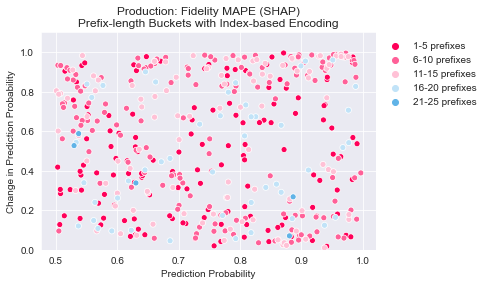 Production: Fidelity MAPE (SHAP)
Prefix-length Buckets with Index-based Encoding
1-5 prefixes
6-10 prefixes
11-15 prefixes
16-20 prefixes
21-25 prefixes
Change in Prediction Probability
1.0
0.8
0.6
0.4
0.2
0.0
0.5 0.6 0.7 0.8 0.9 1.0
Prediction Probability